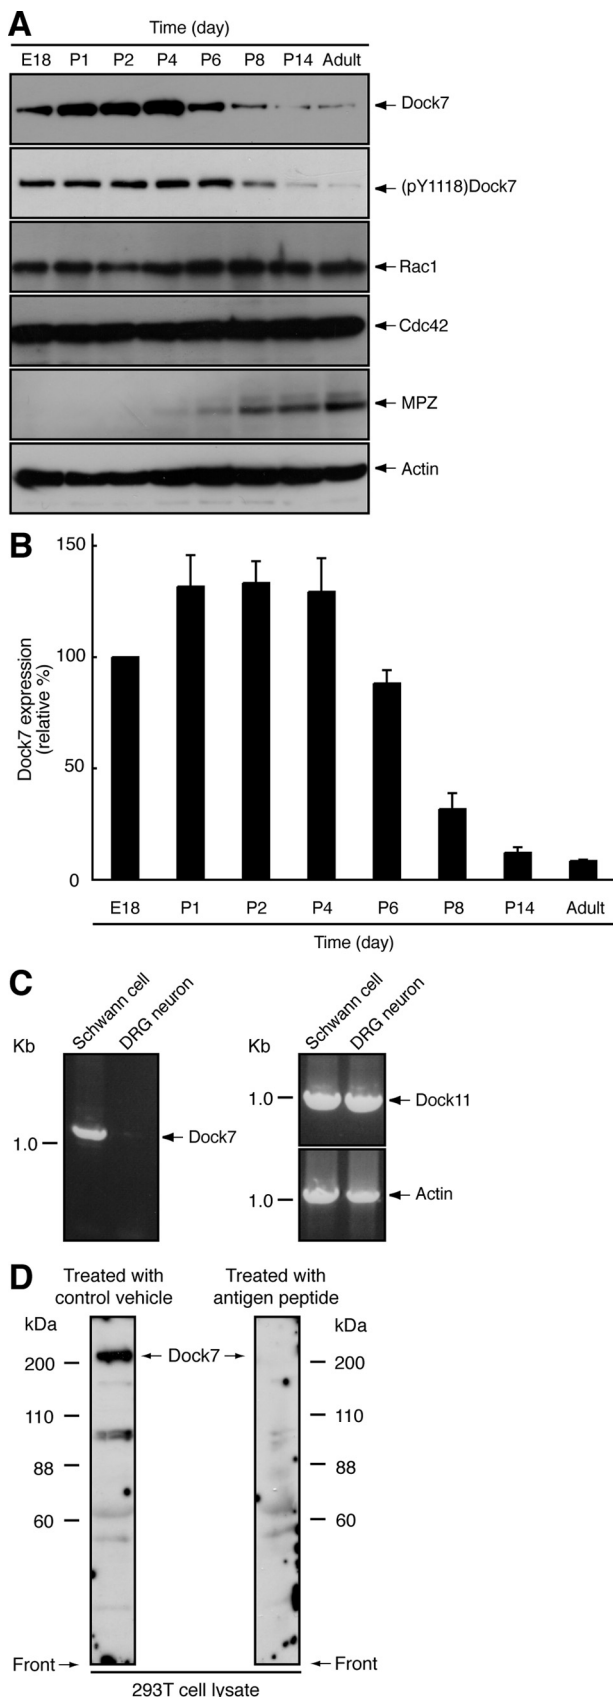 A
Time (day)
E18 P1 P2 P4 P6 P8 P14 Adult
Dock7
(pY1118)Dock7
Rac1
Cdc42
MPZ
Actin
B
150
100
50
0
Dock7 expression
(relative %)
E18 P1 P2 P4 P6 P8 P14 Adult
Time (day)
C
Kb
Schwann cell
DRG neuron
1.0
Dock7
Kb
Schwann cell
DRG neuron
1.0
Dock11
1.0
Actin
D
Treated with
control vehicle
Treated with
antigen peptide
kDa
200
110
88
60
Front
Dock7
kDa
200
110
88
60
Front
293T cell lysate